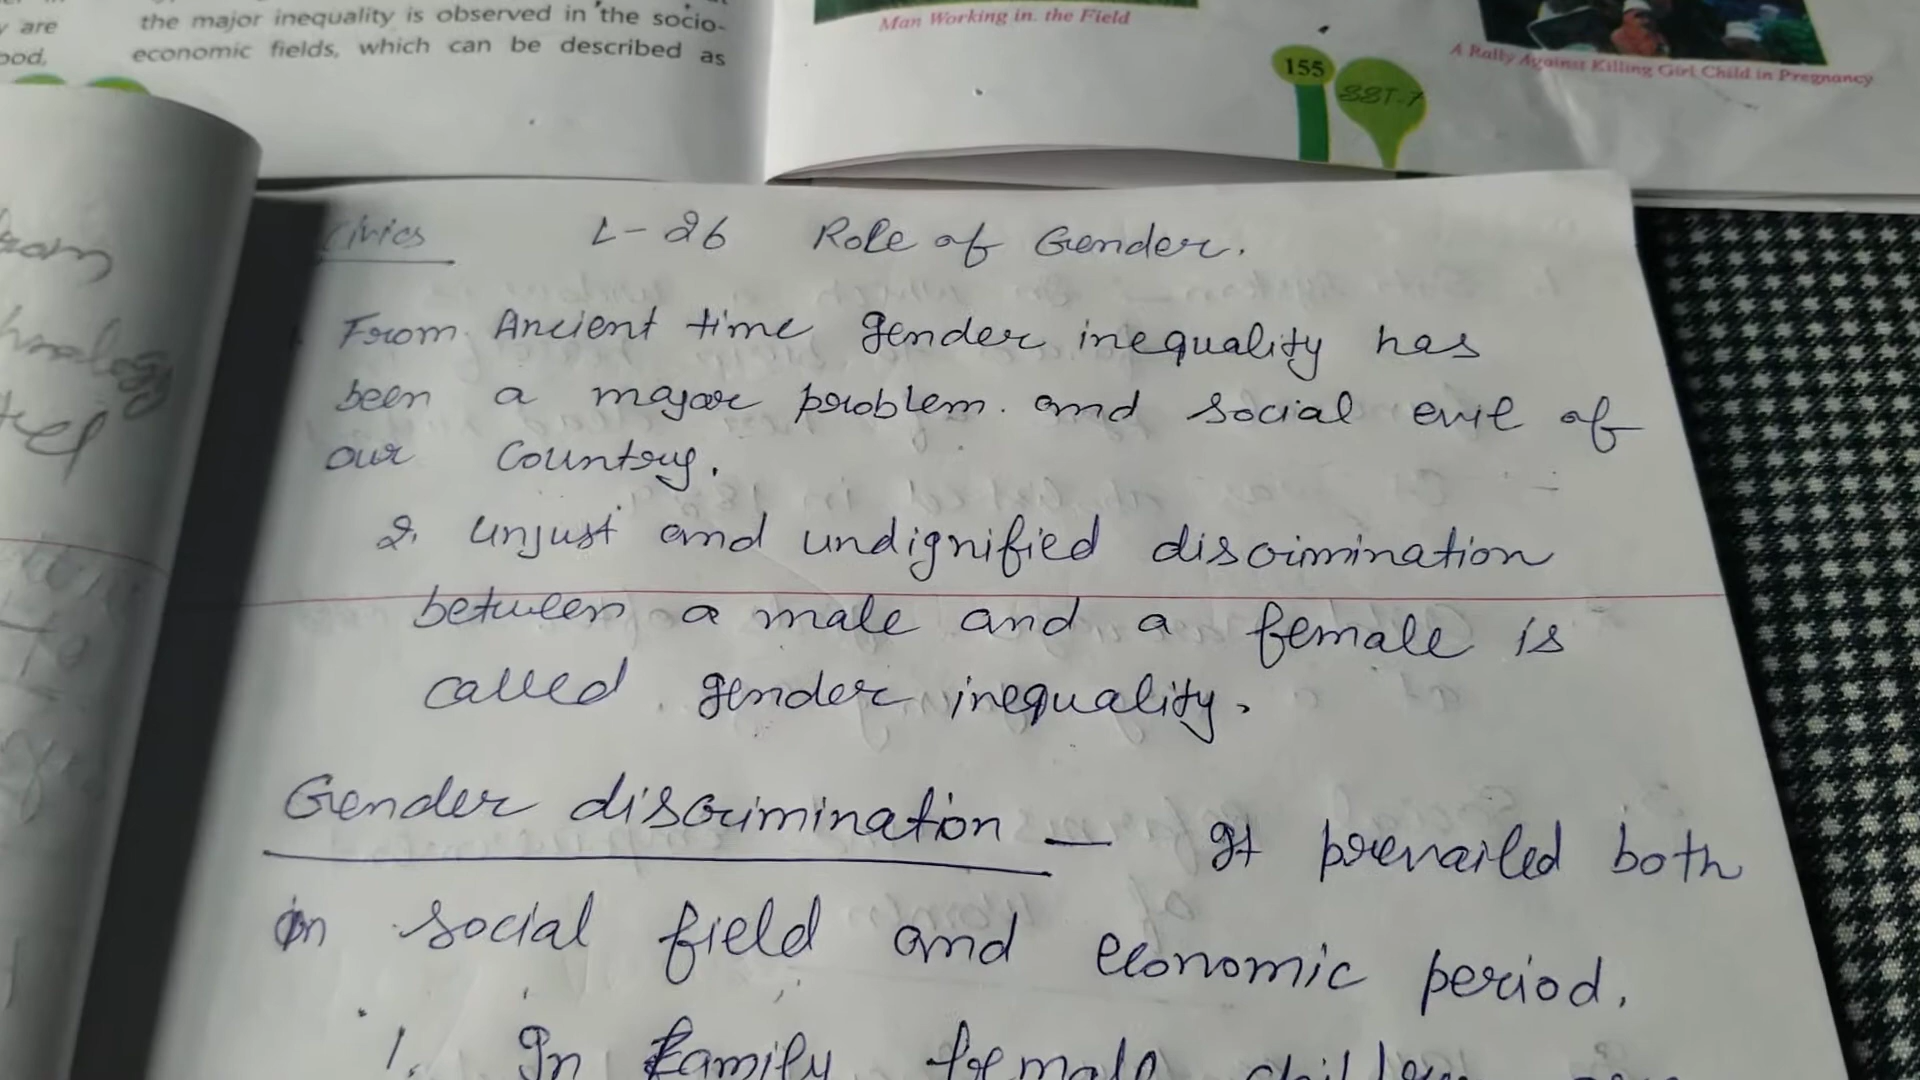 are
ood,
the major inequality is observed in the socio-
economic fields, which can be described as
Man Working in. the Field
155
SST-7
A Rally Against Killing Girl Child in Pregnancy
Civics L-26 Role of Gender.
From Ancient time gender inequality has
been a major problem. and social evil of
our Country.
2. Unjust and undignified discrimination
between a male and a female is
called gender inequality.
Gender discrimination — It prevailed both
in social field and economic period.
1. In Family female children are